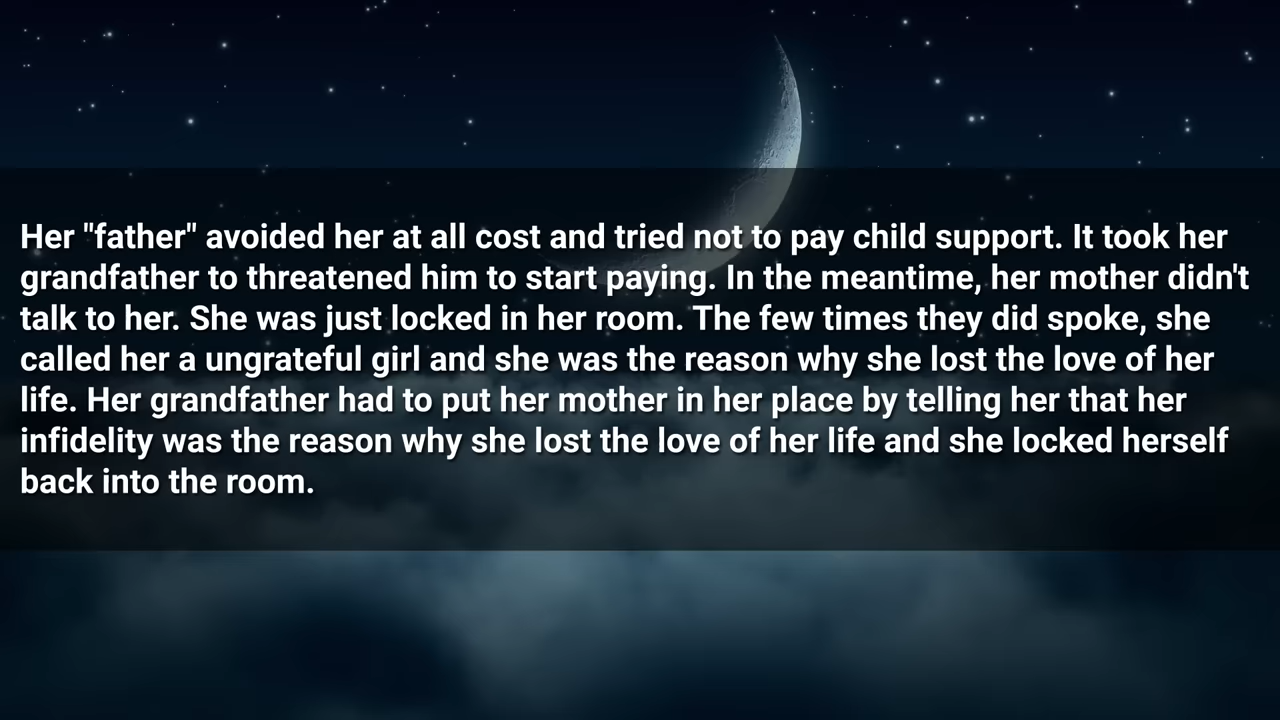 Her "father" avoided her at all cost and tried not to pay child support. It took her
grandfather to threatened him to start paying. In the meantime, her mother didn't
talk to her. She was just locked in her room. The few times they did spoke, she
called her a ungrateful girl and she was the reason why she lost the love of her
life. Her grandfather had to put her mother in her place by telling her that her
infidelity was the reason why she lost the love of her life and she locked herself
back into the room.